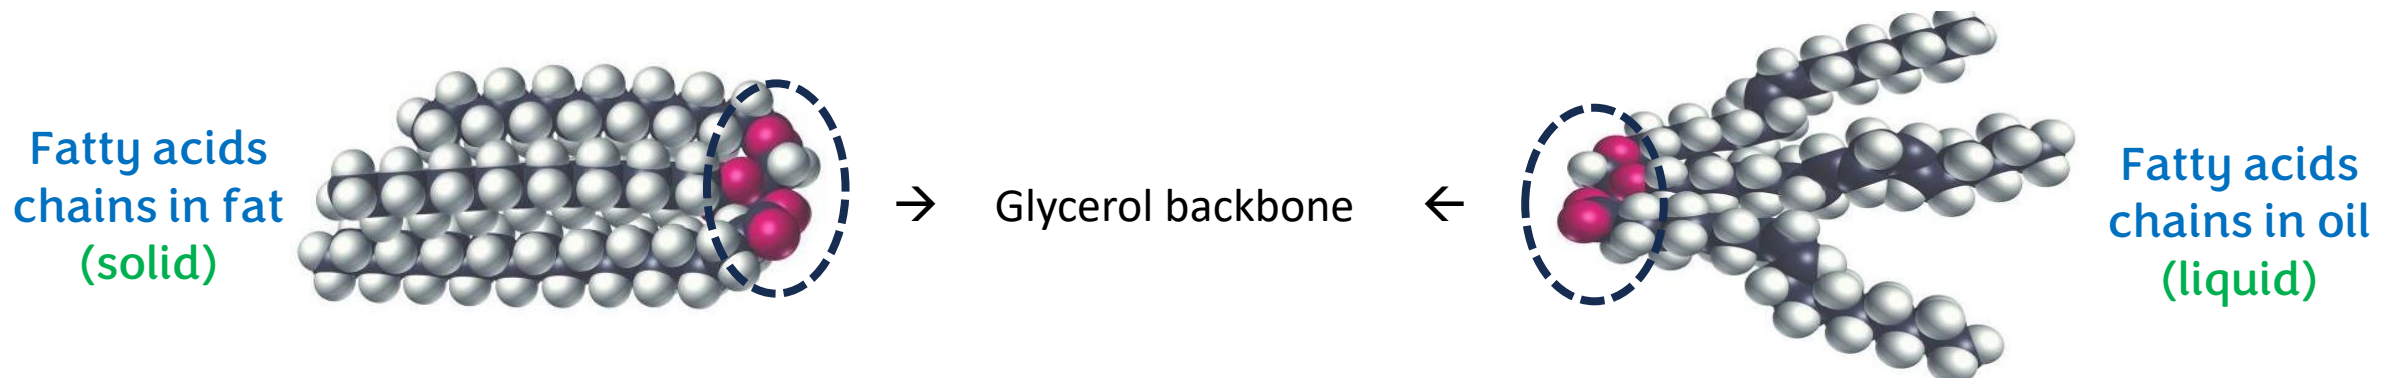 Fatty acids
chains in fat
(solid)
→ Glycerol backbone ←
Fatty acids
chains in oil
(liquid)